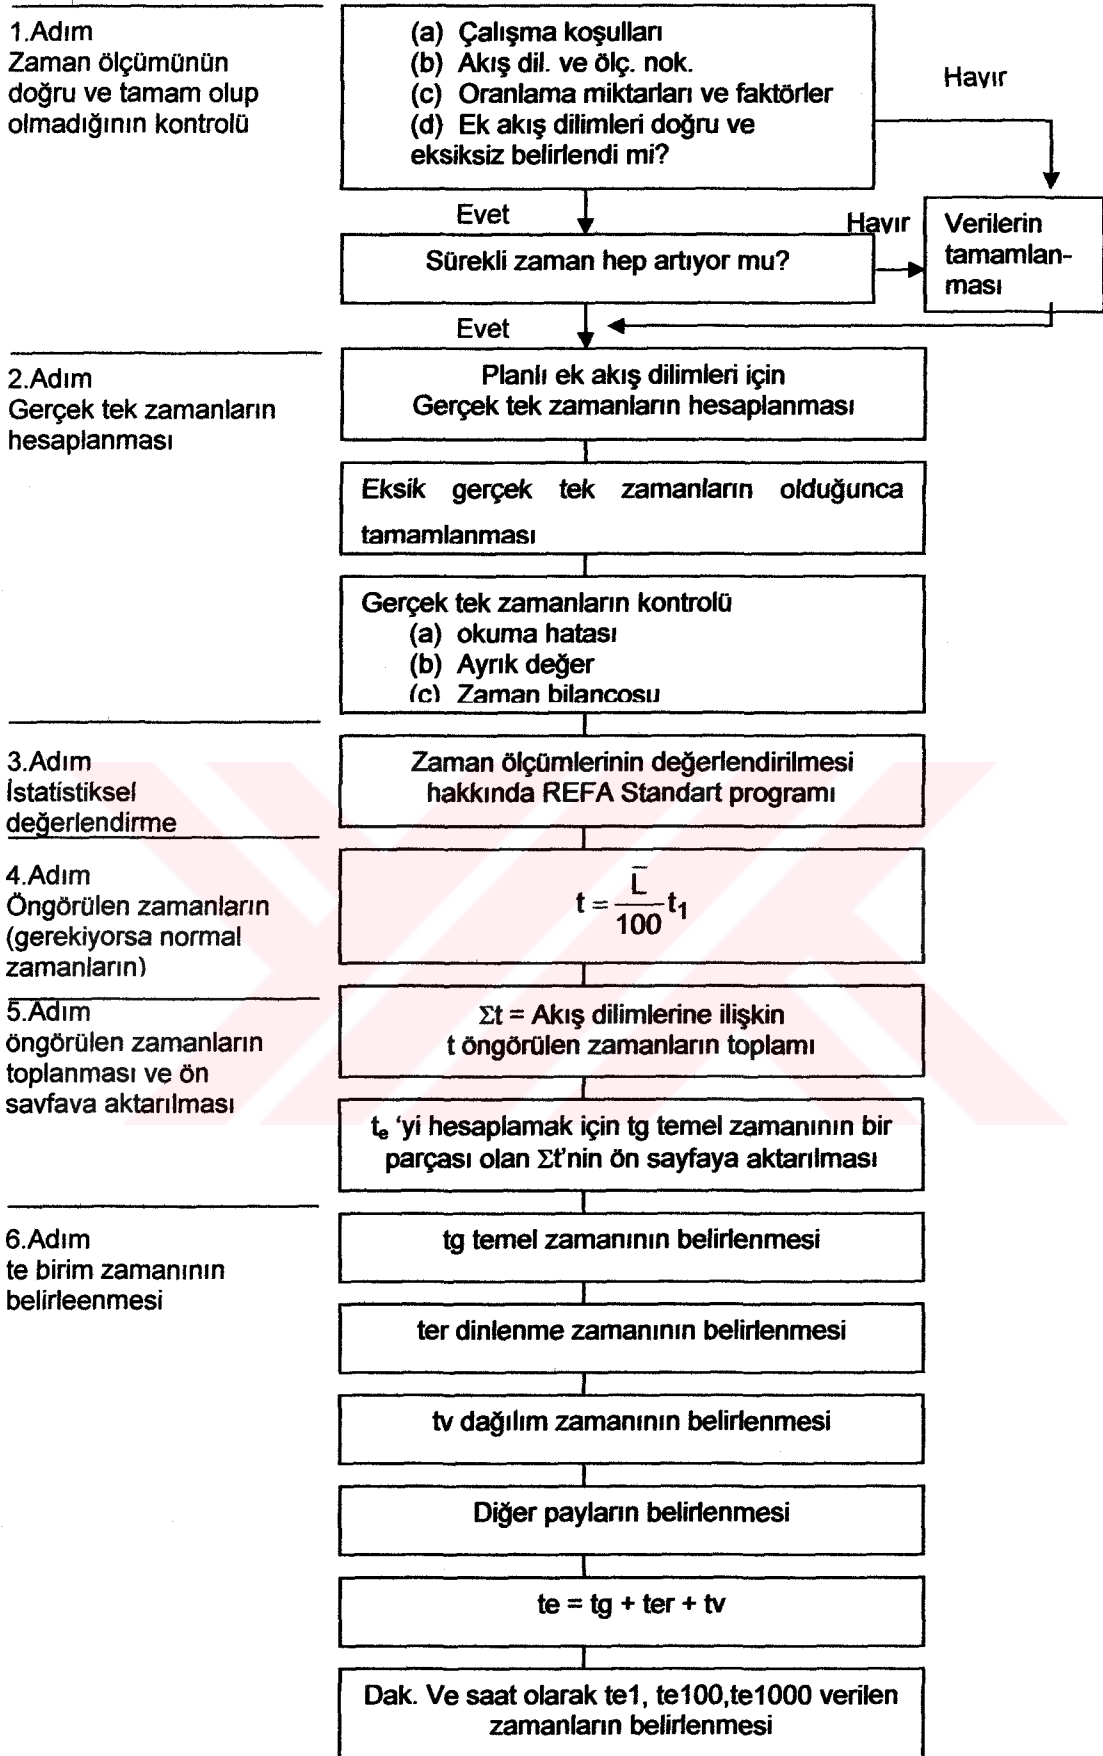 1.Adım
Zaman ölçümünün
doğru ve tamam olup
olmadığının kontrolü
(a) Çalışma koşulları
(b) Akış dil. ve ölç. nok.
(c) Oranlama miktarları ve faktörler
(d) Ek akış dilimleri doğru ve
eksiksiz belirlendi mi?
Hayır
Evet
Hayır
Sürekli zaman hep artıyor mu?
Verilerin
tamamlan-
ması
Evet
2.Adım
Gerçek tek zamanların
hesaplanması
Planlı ek akış dilimleri için
Gerçek tek zamanların hesaplanması
Eksik gerçek tek zamanların olduğunca
tamamlanması
Gerçek tek zamanların kontrolü
(a) okuma hatası
(b) Ayrık değer
(c) Zaman bilancosu
3.Adım
İstatistiksel
değerlendirme
Zaman ölçümlerinin değerlendirilmesi
hakkında REFA Standart programı
4.Adım
Öngörülen zamanların
(gerekiyorsa normal
zamanların)
t = L̄/100 t₁
5.Adım
öngörülen zamanların
toplanması ve ön
savfava aktarılması
Σt = Akış dilimlerine ilişkin
t öngörülen zamanların toplamı
tₑ 'yi hesaplamak için tg temel zamanının bir
parçası olan Σt'nin ön sayfaya aktarılması
6.Adım
te birim zamanının
belirleenmesi
tg temel zamanının belirlenmesi
ter dinlenme zamanının belirlenmesi
tv dağılım zamanının belirlenmesi
Diğer payların belirlenmesi
te = tg + ter + tv
Dak. Ve saat olarak te1, te100,te1000 verilen
zamanların belirlenmesi